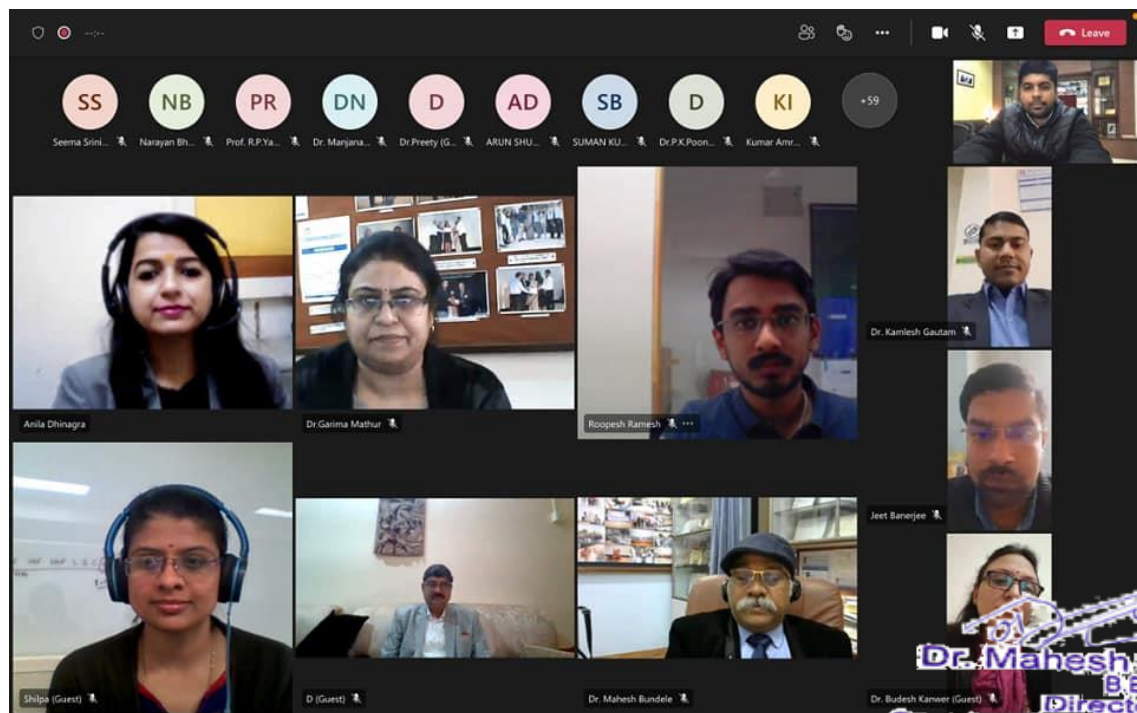 --:--
Leave
SS
NB
PR
DN
D
AD
SB
D
KI
+59
Seema Srini...
Narayan Bh...
Prof. R.P.Ya...
Dr. Manjana...
Dr.Preety (G...
ARUN SHU...
SUMAN KU...
Dr.P.K.Poon...
Kumar Amr...
Anila Dhinagra
Dr.Garima Mathur
Roopesh Ramesh
Dr. Kamlesh Gautam
Jeet Banerjee
Shilpa (Guest)
D (Guest)
Dr. Mahesh Bundele
Dr. Budesh Kanwer (Guest)
Dr. Mahesh
B.E
Directo